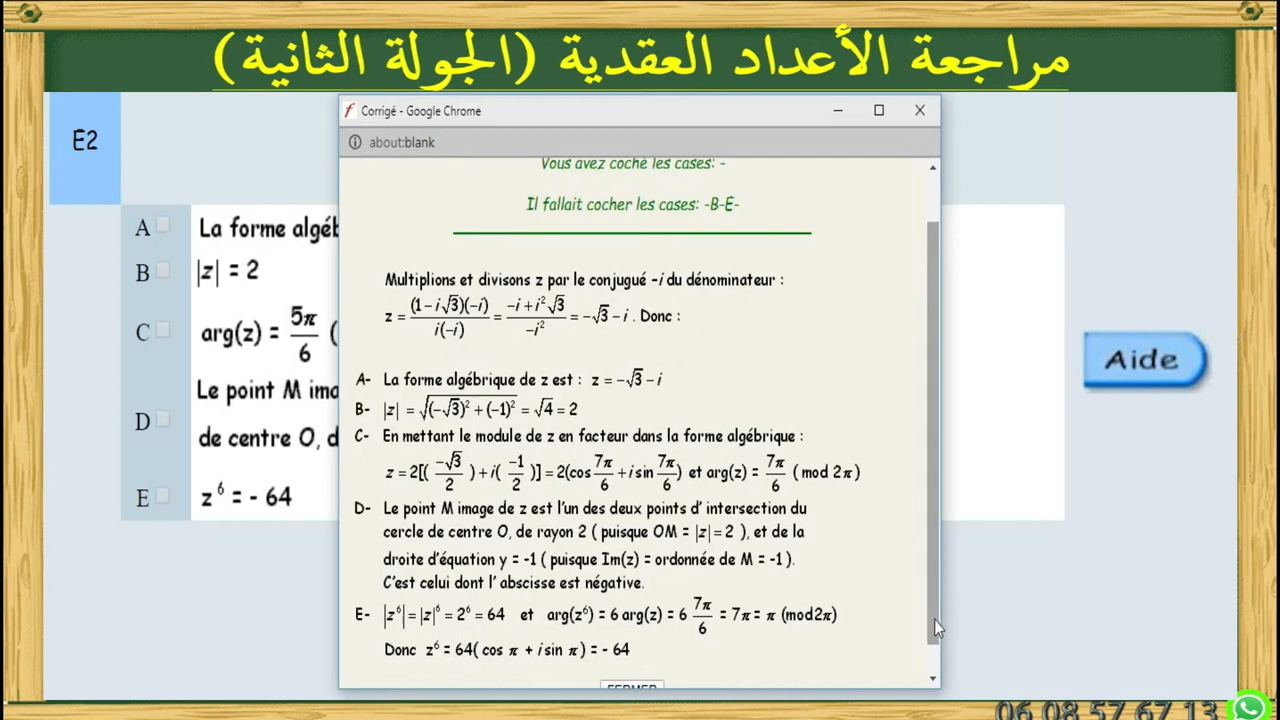 مراجعة الأعداد العقدية (الجولة الثانية)
E2
Corrigé - Google Chrome
about:blank
Vous avez coché les cases: -
Il fallait cocher les cases: -B-E-
Multiplions et divisons z par le conjugué -i du dénominateur :
z = (1-i√3)(-i) / i(-i) = -i+i²√3 / -i² = -√3 - i . Donc :
A- La forme algébrique de z est : z = -√3 - i
B- |z| = √((-√3)² + (-1)²) = √4 = 2
C- En mettant le module de z en facteur dans la forme algébrique :
z = 2[( -√3/2 ) + i( -1/2 )] = 2(cos 7π/6 + i sin 7π/6) et arg(z) = 7π/6 ( mod 2π )
D- Le point M image de z est l'un des deux points d' intersection du
cercle de centre O, de rayon 2 ( puisque OM = |z| = 2 ), et de la
droite d'équation y = -1 ( puisque Im(z) = ordonnée de M = -1 ).
C'est celui dont l' abscisse est négative.
E- |z⁶| = |z|⁶ = 2⁶ = 64 et arg(z⁶) = 6 arg(z) = 6 7π/6 = 7π = π (mod2π)
Donc z⁶ = 64( cos π + i sin π ) = - 64
FERMER
A La forme algéb
B |z| = 2
C arg(z) = 5π/6 (
D Le point M ima
de centre O, d
E z⁶ = - 64
Aide
06 08 57 67 13